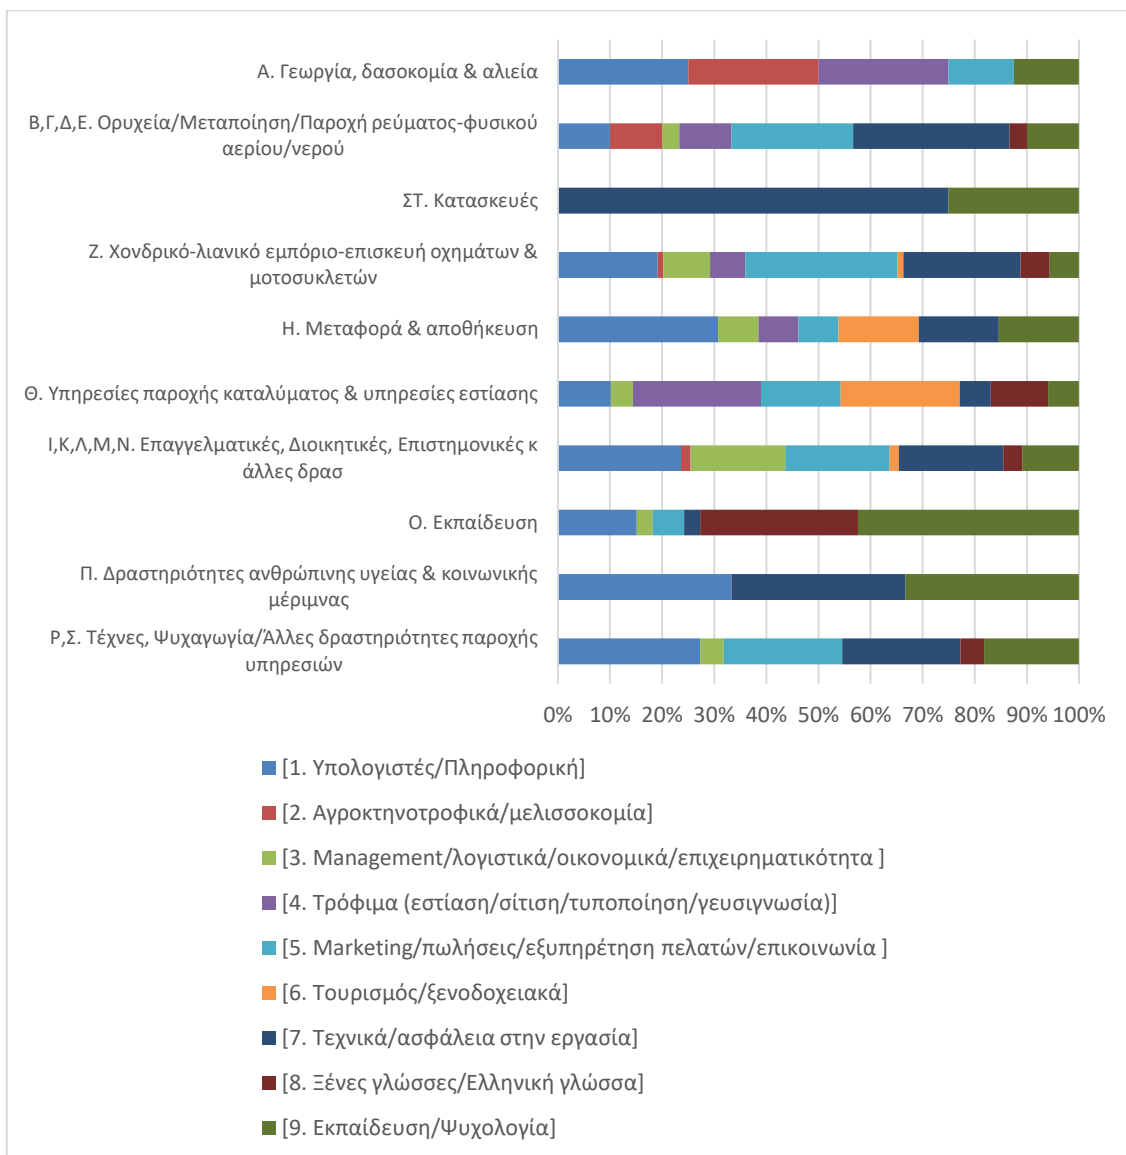 Α. Γεωργία, δασοκομία & αλιεία
Β,Γ,Δ,Ε. Ορυχεία/Μεταποίηση/Παροχή ρεύματος-φυσικού
αερίου/νερού
ΣΤ. Κατασκευές
Ζ. Χονδρικό-λιανικό εμπόριο-επισκευή οχημάτων &
μοτοσυκλετών
Η. Μεταφορά & αποθήκευση
Θ. Υπηρεσίες παροχής καταλύματος & υπηρεσίες εστίασης
Ι,Κ,Λ,Μ,Ν. Επαγγελματικές, Διοικητικές, Επιστημονικές κ
άλλες δρασ
Ο. Εκπαίδευση
Π. Δραστηριότητες ανθρώπινης υγείας & κοινωνικής
μέριμνας
Ρ,Σ. Τέχνες, Ψυχαγωγία/Άλλες δραστηριότητες παροχής
υπηρεσιών
0% 10% 20% 30% 40% 50% 60% 70% 80% 90% 100%
[1. Υπολογιστές/Πληροφορική]
[2. Αγροκτηνοτροφικά/μελισσοκομία]
[3. Management/λογιστικά/οικονομικά/επιχειρηματικότητα ]
[4. Τρόφιμα (εστίαση/σίτιση/τυποποίηση/γευσιγνωσία)]
[5. Marketing/πωλήσεις/εξυπηρέτηση πελατών/επικοινωνία ]
[6. Τουρισμός/ξενοδοχειακά]
[7. Τεχνικά/ασφάλεια στην εργασία]
[8. Ξένες γλώσσες/Ελληνική γλώσσα]
[9. Εκπαίδευση/Ψυχολογία]